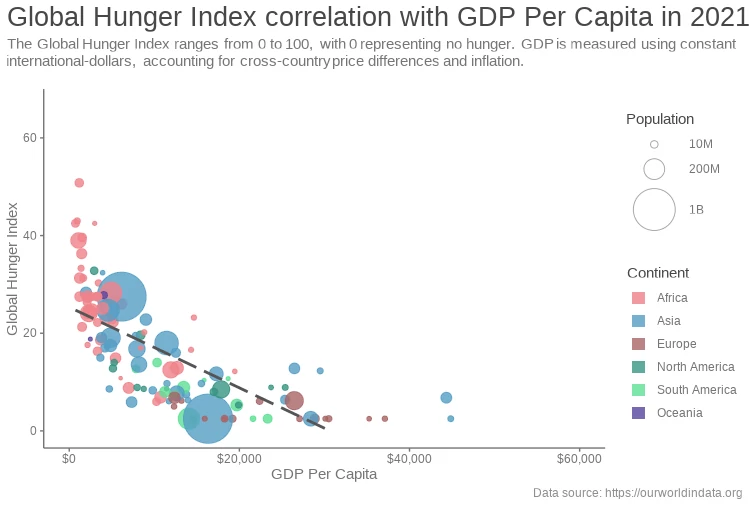 Global Hunger Index correlation with GDP Per Capita in 2021
The Global Hunger Index ranges from 0 to 100, with 0 representing no hunger. GDP is measured using constant
international-dollars, accounting for cross-country price differences and inflation.
Population
10M
200M
1B
Continent
Africa
Asia
Europe
North America
South America
Oceania
Global Hunger Index
60
40
20
0
$0
$20,000
$40,000
$60,000
GDP Per Capita
Data source: https://ourworldindata.org